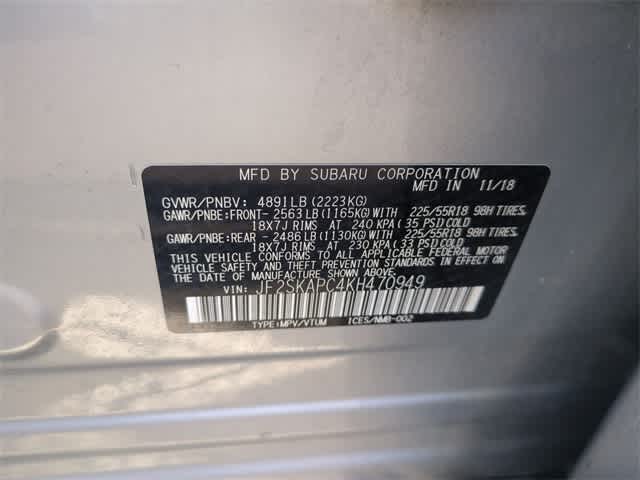 MFD BY SUBARU CORPORATION
MFD. IN 11/18
GVWR/PNBV: 4891LB(2223KG)
GAWR/PNBE:FRONT- 2563LB(1165KG)WITH 225/55R18 98H TIRES,
18X7J RIMS AT 240 KPA(35 PSI)COLD
GAWR/PNBE:REAR - 2486LB(1130KG)WITH 225/55R18 98H TIRES,
18X7J RIMS AT 230 KPA(33 PSI)COLD
THIS VEHICLE CONFORMS TO ALL APPLICABLE FEDERAL MOTOR
VEHICLE SAFETY AND THEFT PREVENTION STANDARDS IN EFFECT ON
THE DATE OF MANUFACTURE SHOWN ABOVE.
VIN: JF2SKAPC4KH470949
TYPE:MPV/VTUM ICES/NMB-002